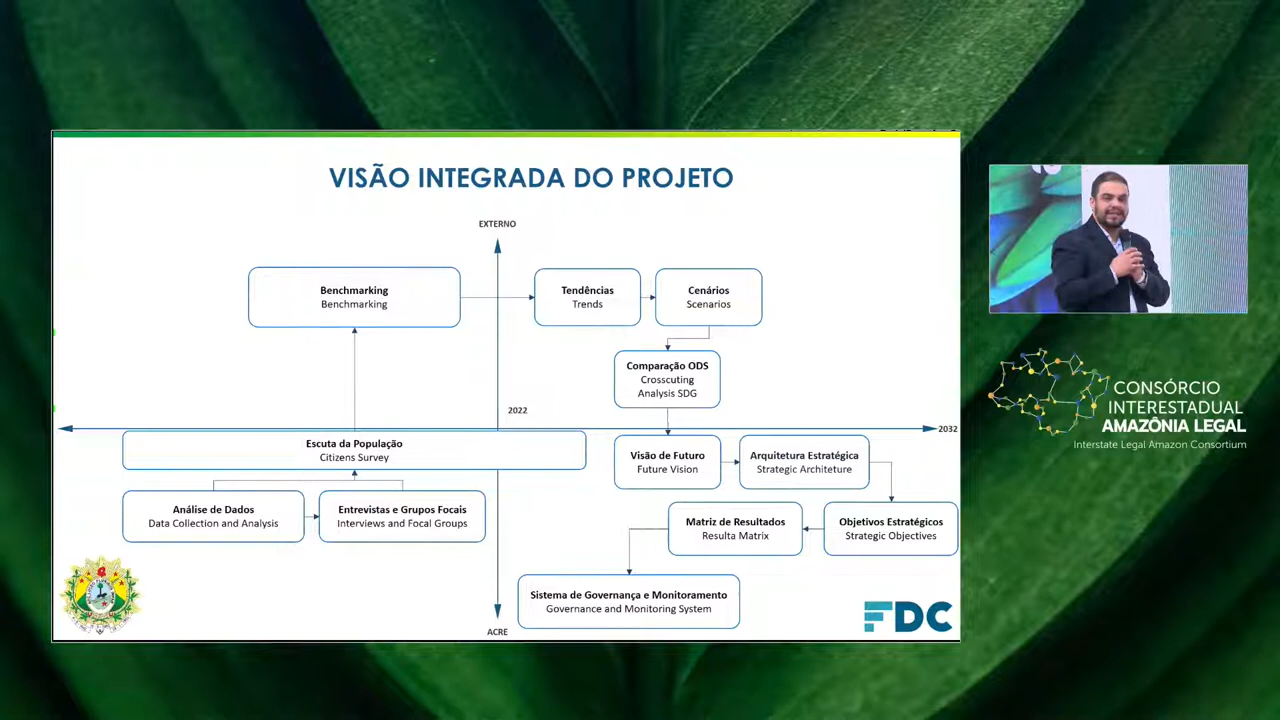 VISÃO INTEGRADA DO PROJETO
EXTERNO
Benchmarking
Benchmarking
Tendências
Trends
Cenários
Scenarios
Comparação ODS
Crosscuting
Analysis SDG
2022
2032
Escuta da População
Citizens Survey
Visão de Futuro
Future Vision
Arquitetura Estratégica
Strategic Architeture
Análise de Dados
Data Collection and Analysis
Entrevistas e Grupos Focais
Interviews and Focal Groups
Matriz de Resultados
Resulta Matrix
Objetivos Estratégicos
Strategic Objectives
Sistema de Governança e Monitoramento
Governance and Monitoring System
ACRE
FDC
CONSÓRCIO
INTERESTADUAL
AMAZÔNIA LEGAL
Interstate Legal Amazon Consortium